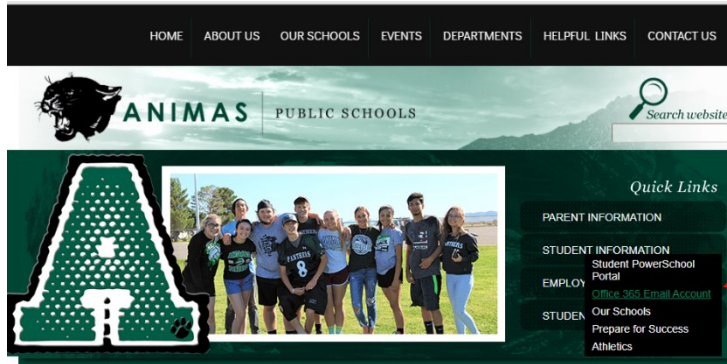 HOME ABOUT US OUR SCHOOLS EVENTS DEPARTMENTS HELPFUL LINKS CONTACT US
ANIMAS PUBLIC SCHOOLS
Search website
Quick Links
PARENT INFORMATION
STUDENT INFORMATION
Student PowerSchool
Portal
EMPLOY
Office 365 Email Account
Our Schools
STUDEN
Prepare for Success
Athletics
A
PANTHERS
8